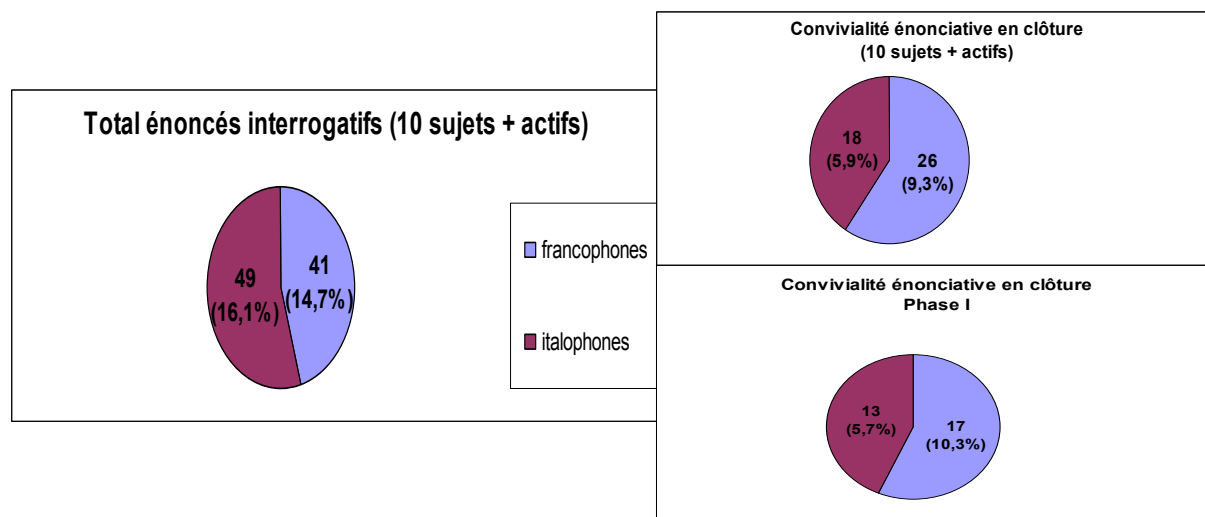 Total énoncés interrogatifs (10 sujets + actifs)
49
(16,1%)
41
(14,7%)
francophones
italophones
Convivialité énonciative en clôture
(10 sujets + actifs)
18
(5,9%)
26
(9,3%)
Convivialité énonciative en clôture
Phase I
13
(5,7%)
17
(10,3%)